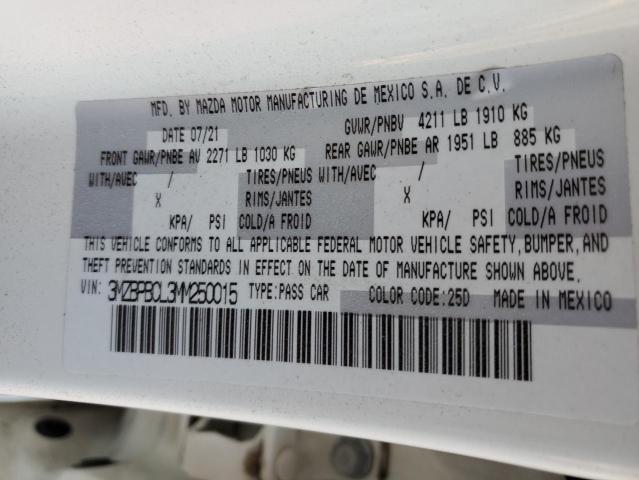 MFD. BY MAZDA MOTOR MANUFACTURING DE MEXICO S.A. DE C.V.
DATE 07/21 GVWR/PNBV 4211 LB 1910 KG
FRONT GAWR/PNBE AV 2271 LB 1030 KG REAR GAWR/PNBE AR 1951 LB 885 KG
WITH/AVEC / TIRES/PNEUS WITH/AVEC / TIRES/PNEUS
X RIMS/JANTES X RIMS/JANTES
KPA/ PSI COLD/A FROID KPA/ PSI COLD/A FROID
THIS VEHICLE CONFORMS TO ALL APPLICABLE FEDERAL MOTOR VEHICLE SAFETY, BUMPER, AND
THEFT PREVENTION STANDARDS IN EFFECT ON THE DATE OF MANUFACTURE SHOWN ABOVE.
VIN: 3MZBPBCL3MM250015 TYPE:PASS CAR COLOR CODE:25D MADE IN MEXICO